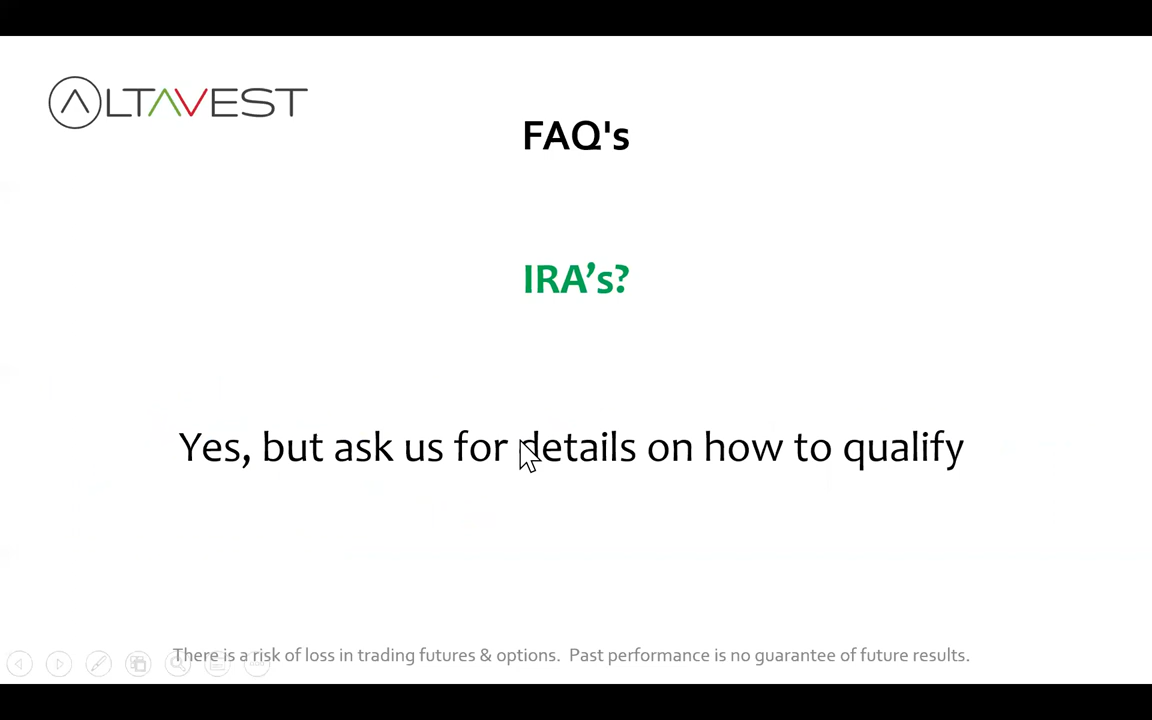 ALTAVEST
FAQ's
IRA’s?
Yes, but ask us for details on how to qualify
There is a risk of loss in trading futures & options.  Past performance is no guarantee of future results.